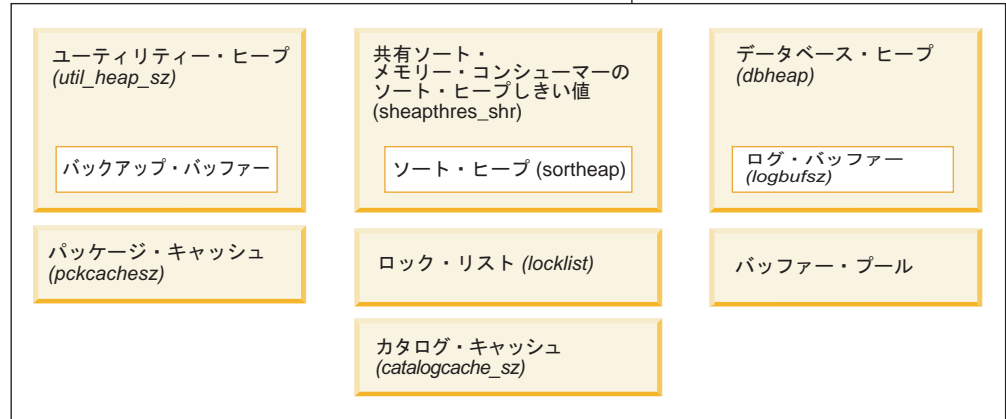 ユーティリティー・ヒープ
(util_heap_sz)
バックアップ・バッファー
共有ソート・
メモリー・コンシューマーの
ソート・ヒープしきい値
(sheapthres_shr)
ソート・ヒープ (sortheap)
データベース・ヒープ
(dbheap)
ログ・バッファー
(logbufsz)
パッケージ・キャッシュ
(pckcachesz)
ロック・リスト (locklist)
バッファー・プール
カタログ・キャッシュ
(catalogcache_sz)